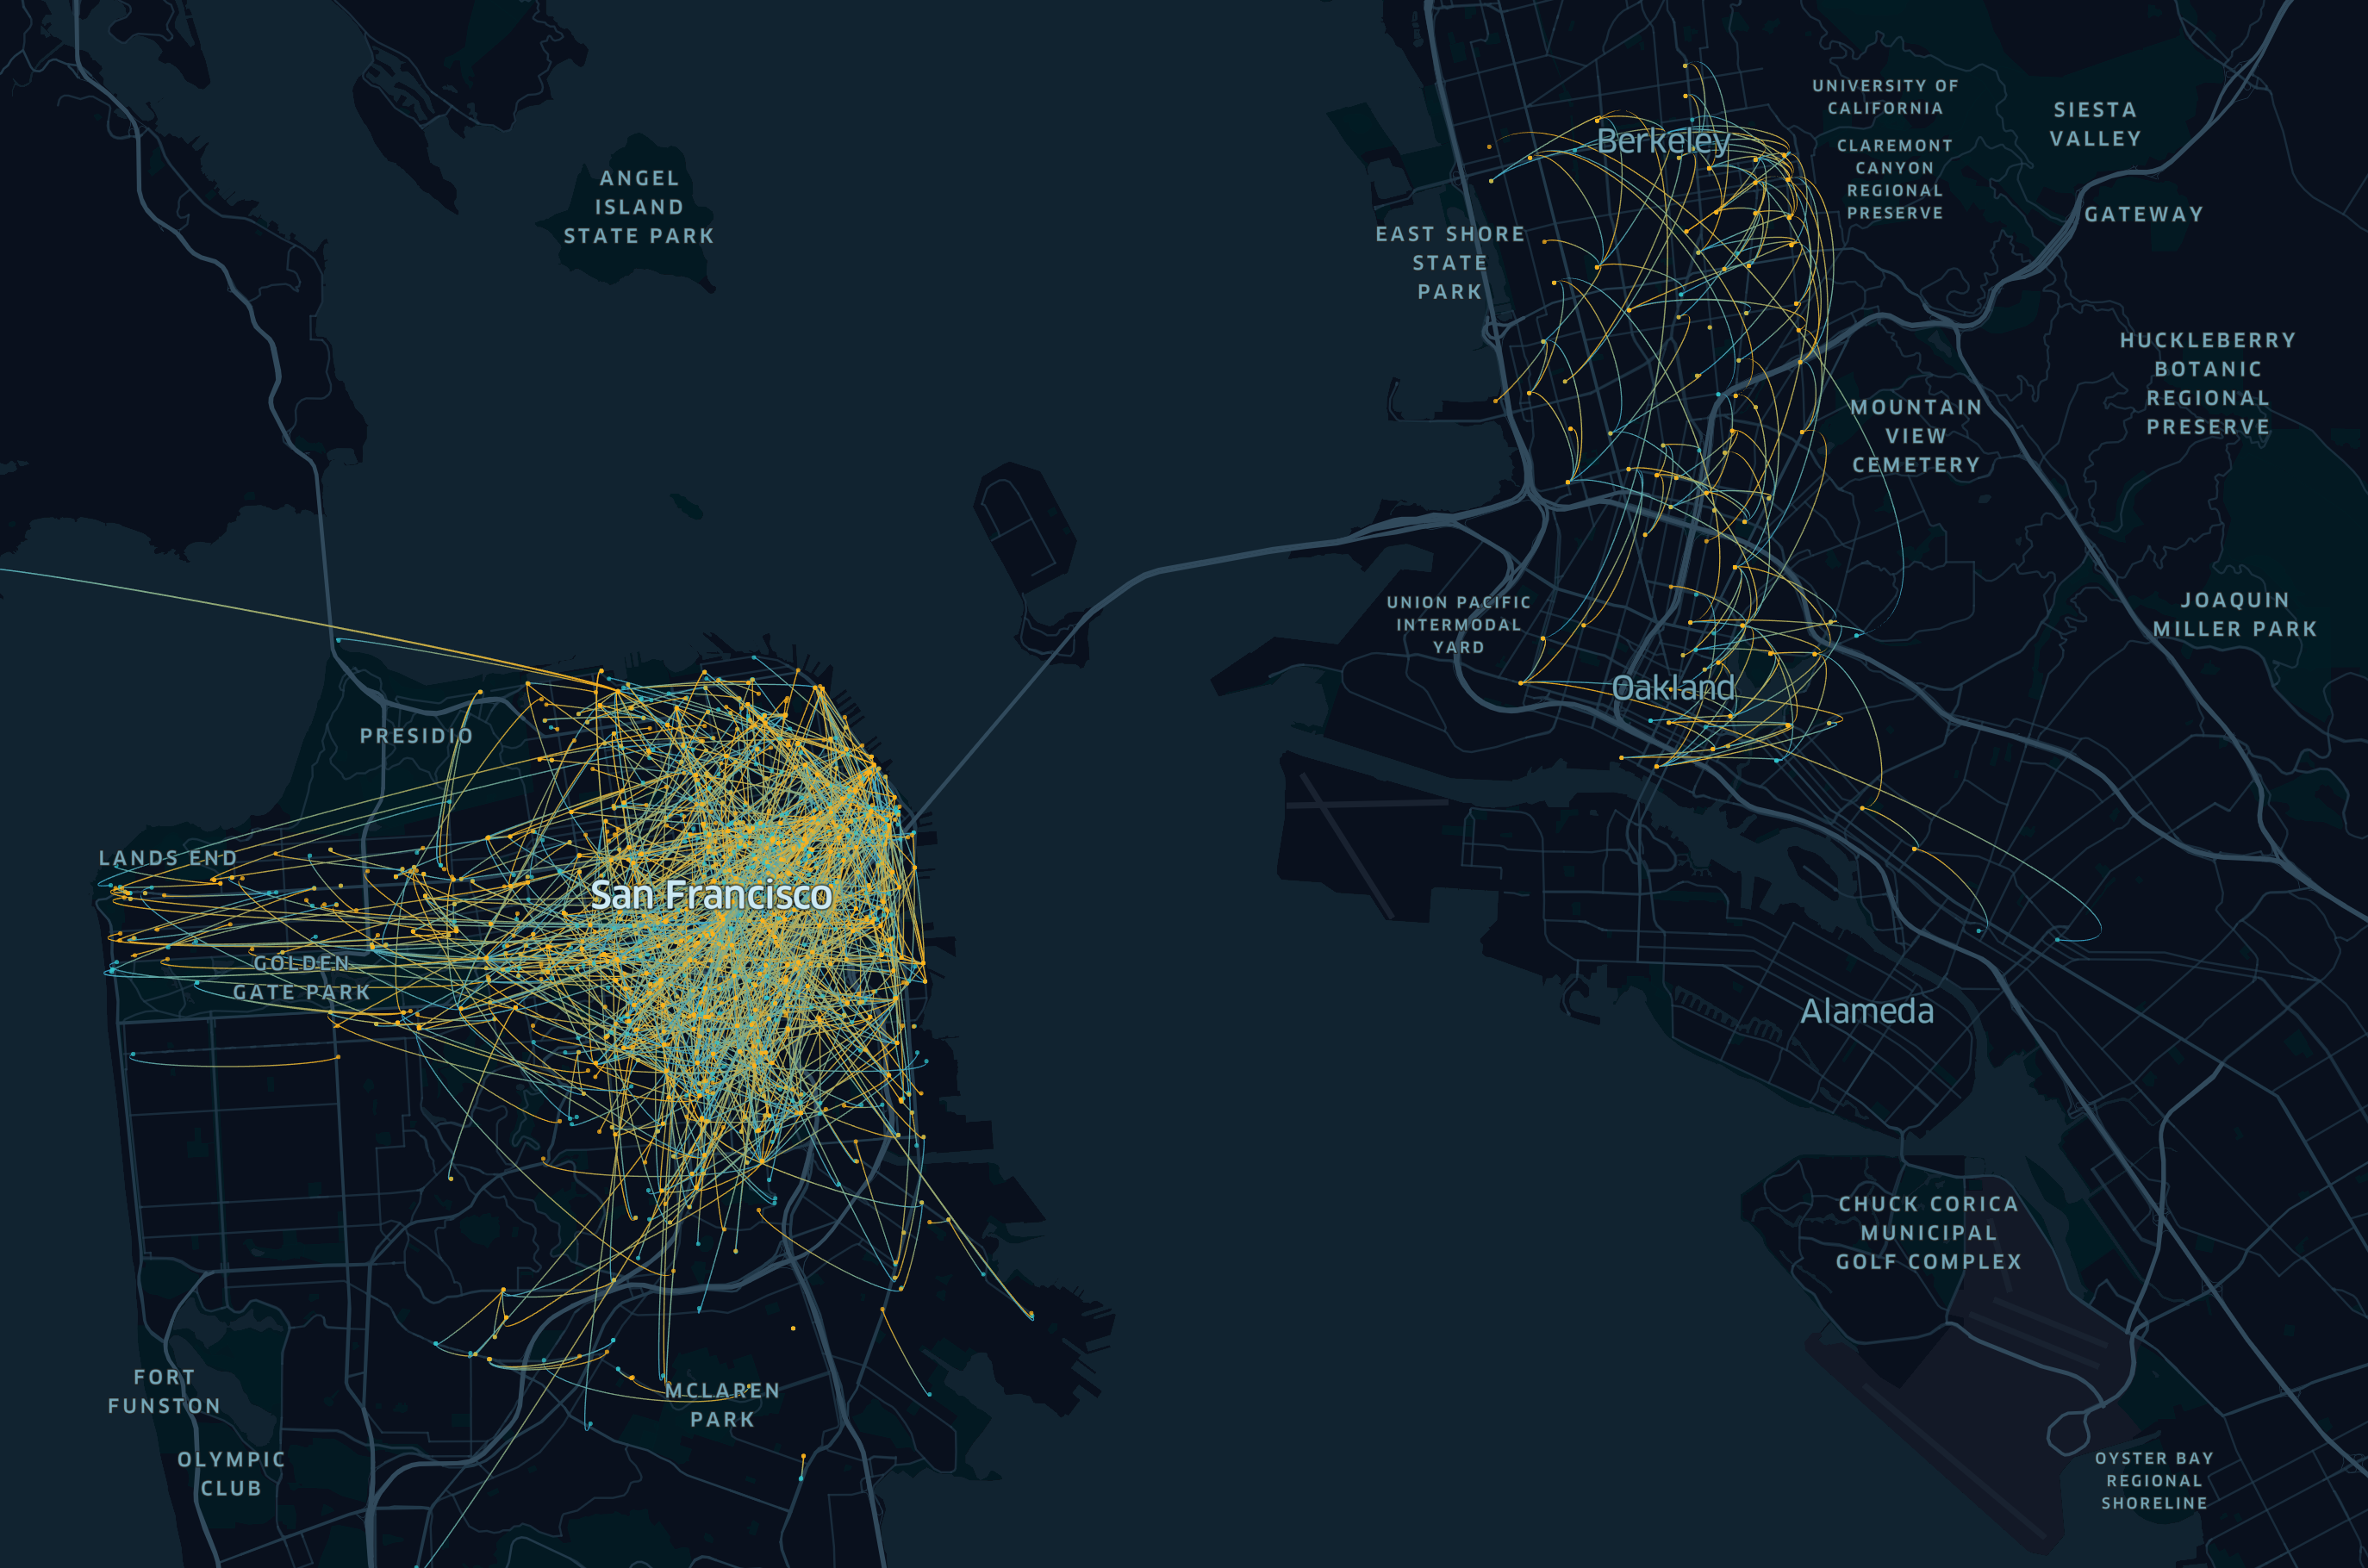 UNIVERSITY OF
CALIFORNIA
SIESTA
VALLEY
Berkeley
CLAREMONT
CANYON
REGIONAL
PRESERVE
ANGEL
ISLAND
STATE PARK
GATEWAY
EAST SHORE
STATE
PARK
HUCKLEBERRY
BOTANIC
REGIONAL
PRESERVE
MOUNTAIN
VIEW
CEMETERY
UNION PACIFIC
INTERMODAL
YARD
JOAQUIN
MILLER PARK
Oakland
PRESIDIO
LANDS END
San Francisco
GOLDEN
GATE PARK
Alameda
CHUCK CORICA
MUNICIPAL
GOLF COMPLEX
FORT
FUNSTON
MCLAREN
PARK
OLYMPIC
CLUB
OYSTER BAY
REGIONAL
SHORELINE